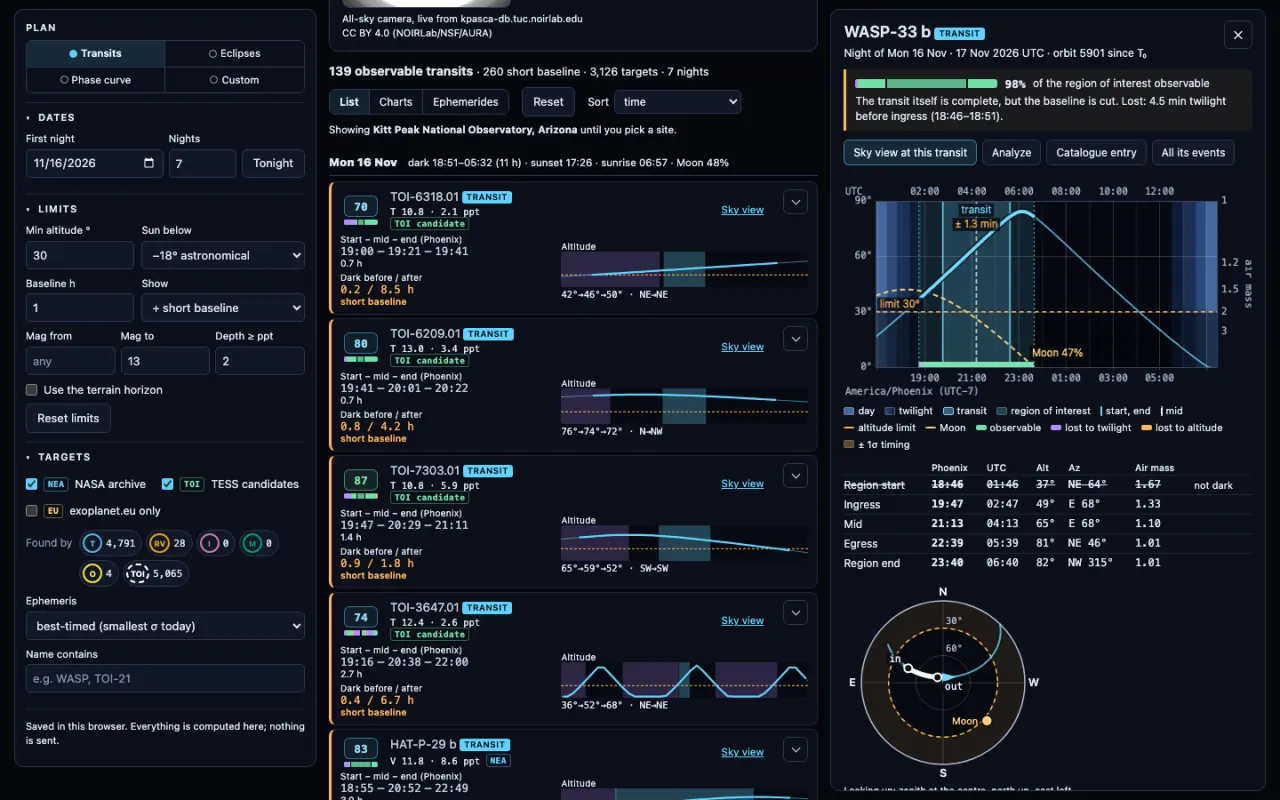 PLAN
Transits
Eclipses
Phase curve
Custom
DATES
First night
Nights
11/16/2026
7
Tonight
LIMITS
Min altitude °
Sun below
30
−18° astronomical
Baseline h
Show
1
+ short baseline
Mag from
Mag to
Depth ≥ ppt
any
13
2
Use the terrain horizon
Reset limits
TARGETS
NEA NASA archive
TOI TESS candidates
EU exoplanet.eu only
Found by
T 4,791
RV 28
I 0
M 0
O 4
TOI 5,065
Ephemeris
best-timed (smallest σ today)
Name contains
e.g. WASP, TOI-21
Saved in this browser. Everything is computed here; nothing
is sent.
All-sky camera, live from kpasca-db.tuc.noirlab.edu
CC BY 4.0 (NOIRLab/NSF/AURA)
139 observable transits · 260 short baseline · 3,126 targets · 7 nights
List
Charts
Ephemerides
Reset
Sort
time
Showing Kitt Peak National Observatory, Arizona until you pick a site.
Mon 16 Nov dark 18:51–05:32 (11 h) · sunset 17:26 · sunrise 06:57 · Moon 48%
70
TOI-6318.01 TRANSIT
T 10.8 · 2.1 ppt
TOI candidate
Sky view
Start – mid – end (Phoenix)
19:00 – 19:21 – 19:41
0.7 h
Dark before / after
0.2 / 8.5 h
short baseline
Altitude
42°→46°→50° · NE→NE
80
TOI-6209.01 TRANSIT
T 13.0 · 3.4 ppt
TOI candidate
Sky view
Start – mid – end (Phoenix)
19:41 – 20:01 – 20:22
0.7 h
Dark before / after
0.8 / 4.2 h
short baseline
Altitude
76°→74°→72° · N→NW
87
TOI-7303.01 TRANSIT
T 10.8 · 5.9 ppt
TOI candidate
Sky view
Start – mid – end (Phoenix)
19:47 – 20:29 – 21:11
1.4 h
Dark before / after
0.9 / 1.8 h
short baseline
Altitude
65°→59°→52° · SW→SW
74
TOI-3647.01 TRANSIT
T 12.4 · 2.6 ppt
TOI candidate
Sky view
Start – mid – end (Phoenix)
19:16 – 20:38 – 22:00
2.7 h
Dark before / after
0.4 / 6.7 h
short baseline
Altitude
36°→52°→68° · NE→NE
83
HAT-P-29 b TRANSIT
V 11.8 · 8.6 ppt NEA
Sky view
Start – mid – end (Phoenix)
18:55 – 20:52 – 22:49
Altitude
WASP-33 b TRANSIT
Night of Mon 16 Nov · 17 Nov 2026 UTC · orbit 5901 since T₀
98% of the region of interest observable
The transit itself is complete, but the baseline is cut. Lost: 4.5 min twilight
before ingress (18:46–18:51).
Sky view at this transit
Analyze
Catalogue entry
All its events
UTC 02:00 04:00 06:00 08:00 10:00 12:00
90°
60°
30°
0°
transit
± 1.3 min
limit 30°
Moon 47%
1
1.2
1.5
2
3
air mass
19:00 21:00 23:00 01:00 03:00 05:00
America/Phoenix (UTC−7)
day twilight transit region of interest start, end mid
altitude limit Moon observable lost to twilight lost to altitude
± 1σ timing
Phoenix UTC Alt Az Air mass
Region start 18:46 01:46 37° NE 64° 1.67 not dark
Ingress 19:47 02:47 49° E 68° 1.33
Mid 21:13 04:13 65° E 68° 1.10
Egress 22:39 05:39 81° NE 46° 1.01
Region end 23:40 06:40 82° NW 315° 1.01
N
30°
60°
in
E
W
out
Moon
S
Looking up: zenith at the centre, north up, east left